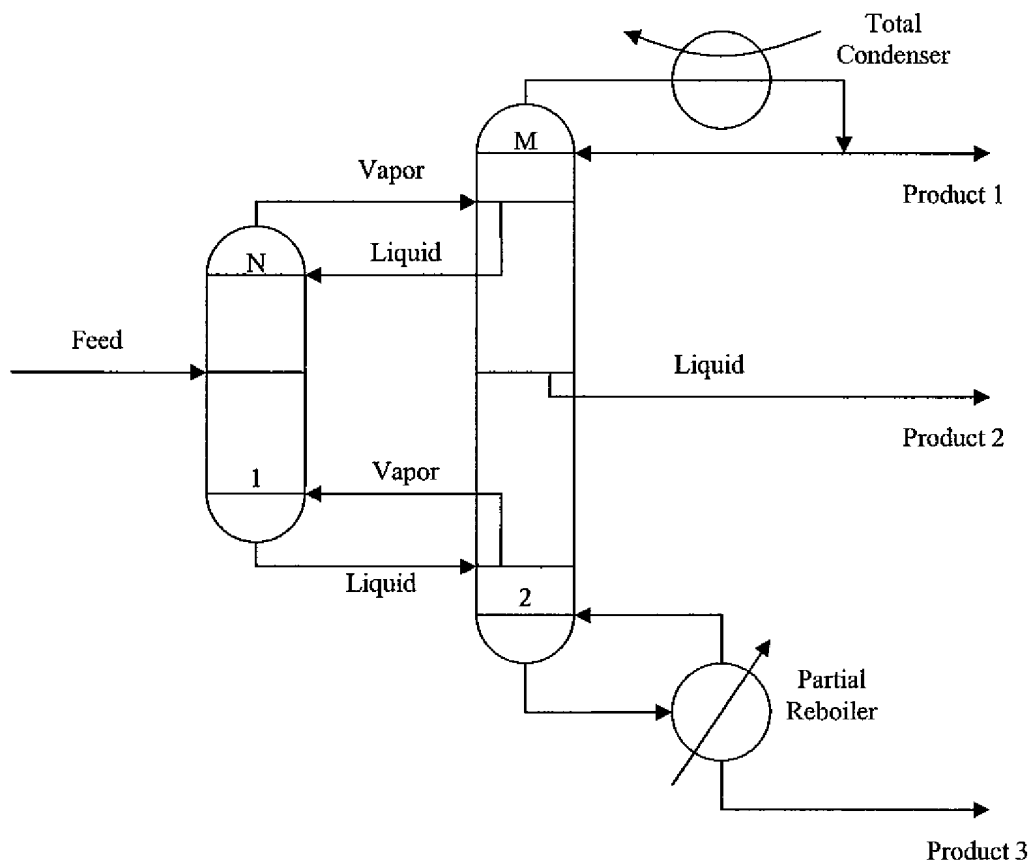 Total
Condenser
M
Vapor
Product 1
Liquid
N
Feed
Liquid
Product 2
Vapor
1
Liquid
2
Partial
Reboiler
Product 3